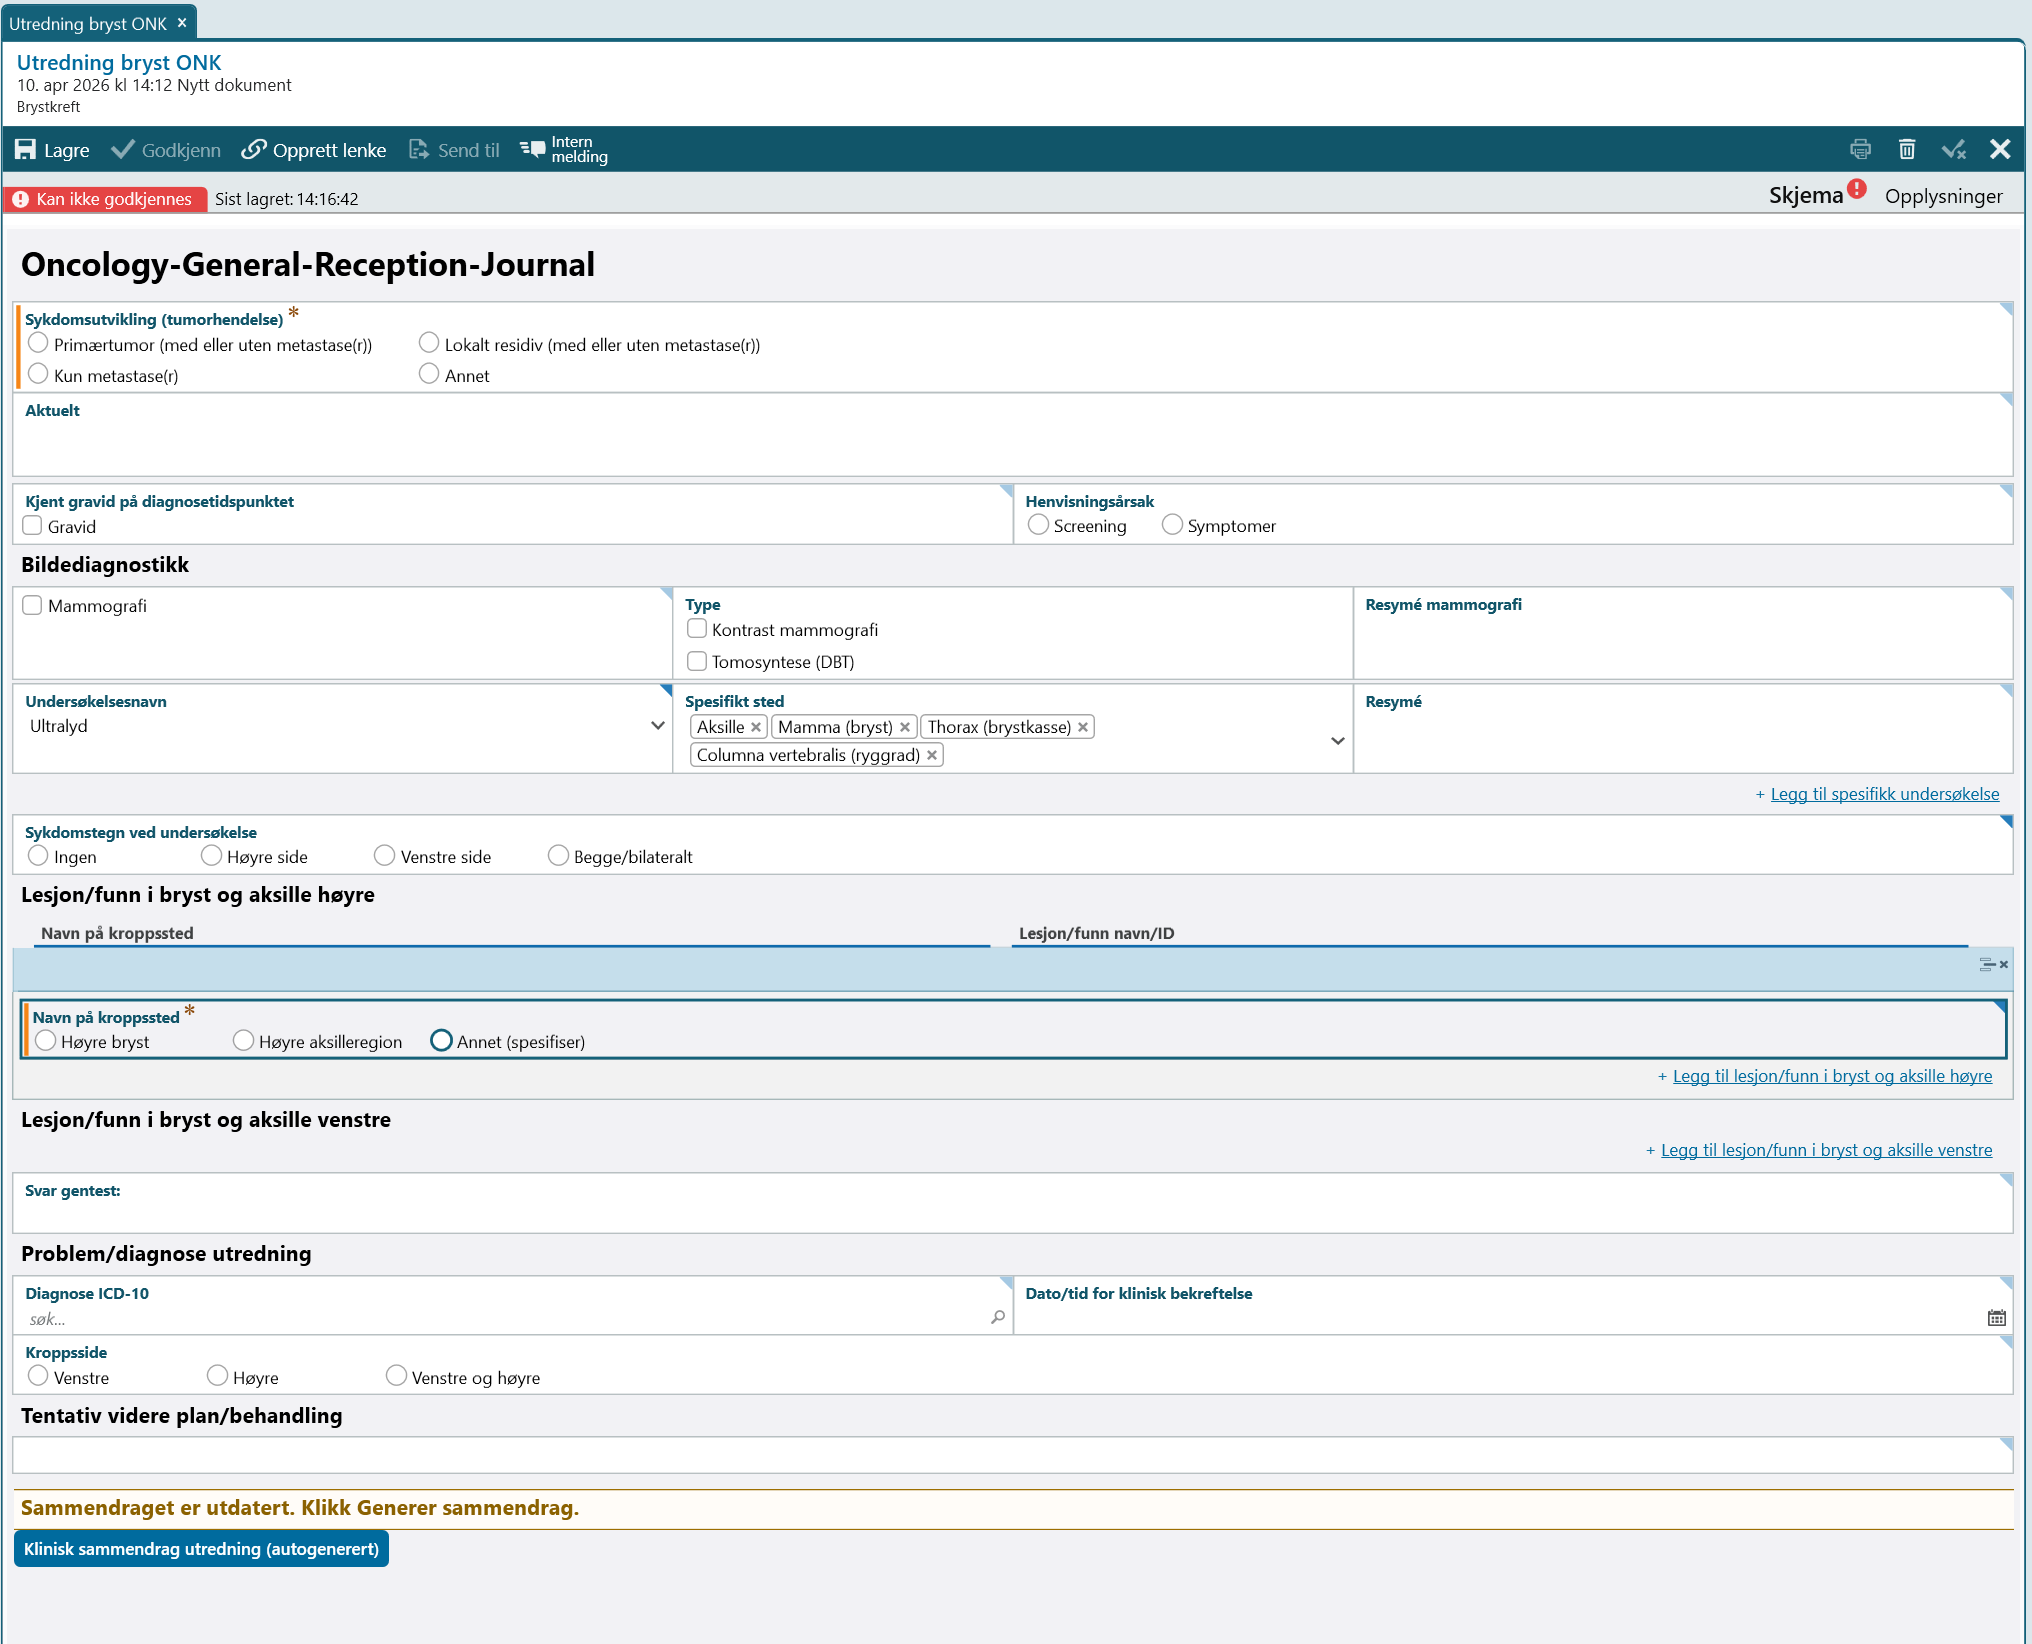 Utredning bryst ONK ×
Utredning bryst ONK
10. apr 2026 kl 14:12 Nytt dokument
Brystkreft
Lagre Godkjenn Opprett lenke Send til Intern melding
Kan ikke godkjennes Sist lagret: 14:16:42 Skjema Opplysninger
Oncology-General-Reception-Journal
Sykdomsutvikling (tumorhendelse) *
Primærtumor (med eller uten metastase(r)) Lokalt residiv (med eller uten metastase(r))
Kun metastase(r) Annet
Aktuelt
Kjent gravid på diagnosetidspunktet Henvisningsårsak
Gravid Screening Symptomer
Bildediagnostikk
Mammografi Type Resymé mammografi
Kontrast mammografi
Tomosyntese (DBT)
Undersøkelsesnavn Spesifikt sted Resymé
Ultralyd Aksille × Mamma (bryst) × Thorax (brystkasse) ×
Columna vertebralis (ryggrad) ×
+ Legg til spesifikk undersøkelse
Sykdomstegn ved undersøkelse
Ingen Høyre side Venstre side Begge/bilateralt
Lesjon/funn i bryst og aksille høyre
Navn på kroppssted Lesjon/funn navn/ID
Navn på kroppssted *
Høyre bryst Høyre aksilleregion Annet (spesifiser)
+ Legg til lesjon/funn i bryst og aksille høyre
Lesjon/funn i bryst og aksille venstre
+ Legg til lesjon/funn i bryst og aksille venstre
Svar gentest:
Problem/diagnose utredning
Diagnose ICD-10 Dato/tid for klinisk bekreftelse
søk...
Kroppsside
Venstre Høyre Venstre og høyre
Tentativ videre plan/behandling
Sammendraget er utdatert. Klikk Generer sammendrag.
Klinisk sammendrag utredning (autogenerert)